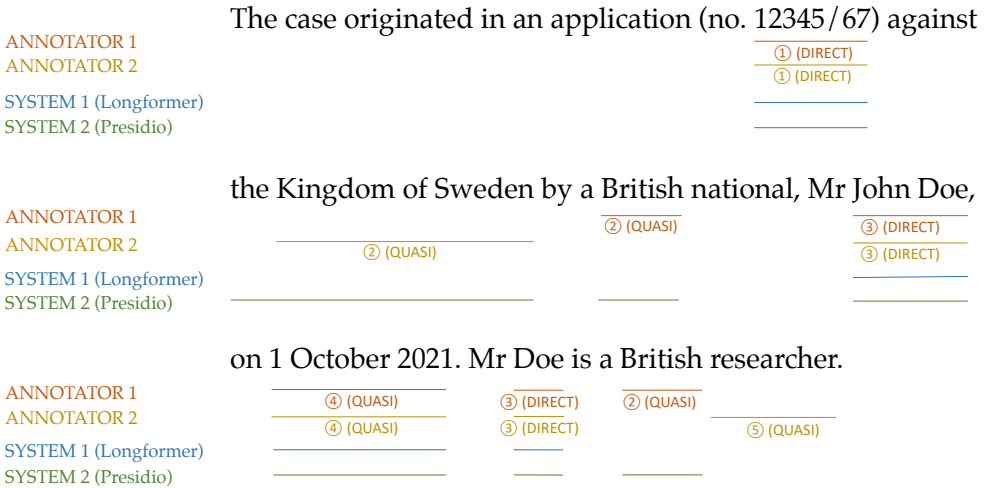 The case originated in an application (no. 12345/67) against
ANNOTATOR 1
① (DIRECT)
ANNOTATOR 2
① (DIRECT)
SYSTEM 1 (Longformer)
SYSTEM 2 (Presidio)
the Kingdom of Sweden by a British national, Mr John Doe,
ANNOTATOR 1 ② (QUASI) ③ (DIRECT)
ANNOTATOR 2 ② (QUASI) ③ (DIRECT)
SYSTEM 1 (Longformer)
SYSTEM 2 (Presidio)
on 1 October 2021. Mr Doe is a British researcher.
ANNOTATOR 1 ④ (QUASI) ③ (DIRECT) ② (QUASI)
ANNOTATOR 2 ④ (QUASI) ③ (DIRECT) ⑤ (QUASI)
SYSTEM 1 (Longformer)
SYSTEM 2 (Presidio)